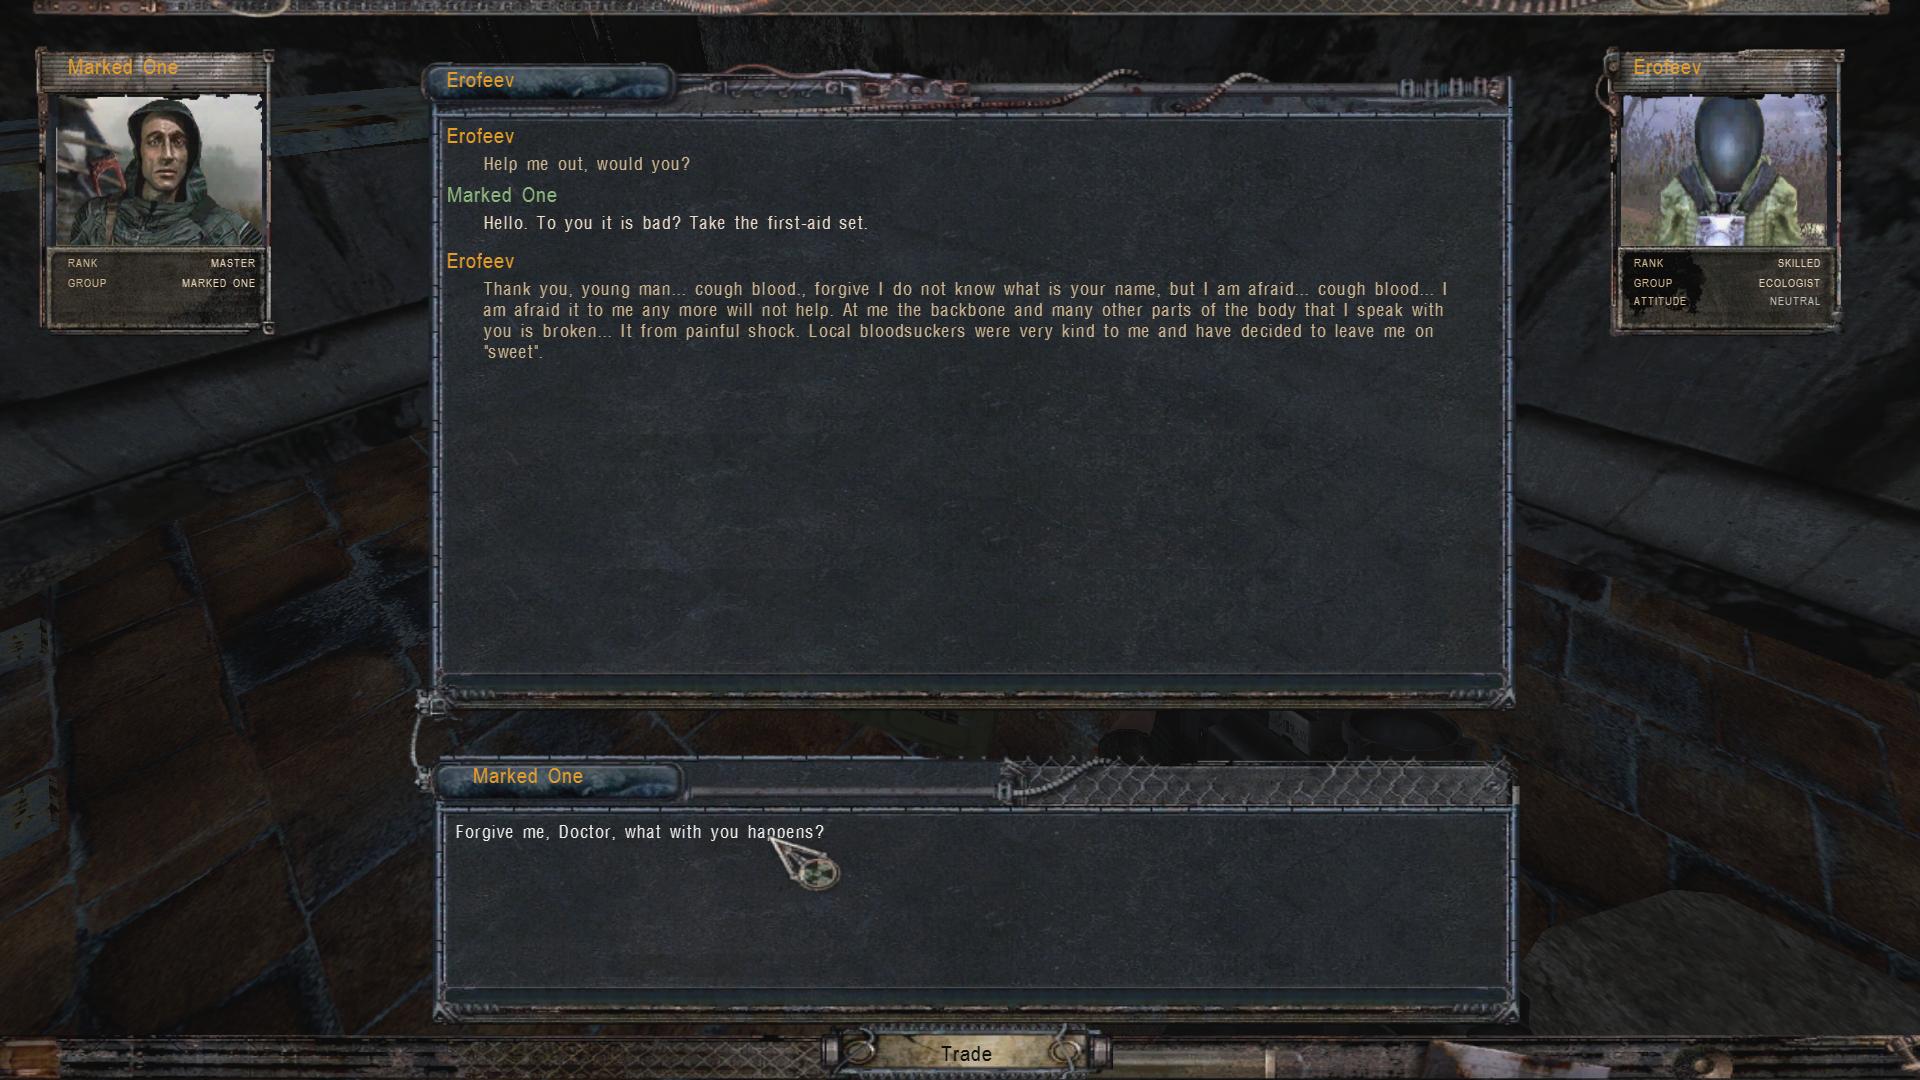 Marked One
RANK MASTER
GROUP MARKED ONE
Erofeev
Erofeev
Help me out, would you?
Marked One
Hello. To you it is bad? Take the first-aid set.
Erofeev
Thank you, young man... cough blood., forgive I do not know what is your name, but I am afraid... cough blood... I
am afraid it to me any more will not help. At me the backbone and many other parts of the body that I speak with
you is broken... It from painful shock. Local bloodsuckers were very kind to me and have decided to leave me on
"sweet".
Erofeev
RANK SKILLED
GROUP ECOLOGIST
ATTITUDE NEUTRAL
Marked One
Forgive me, Doctor, what with you happens?
Trade